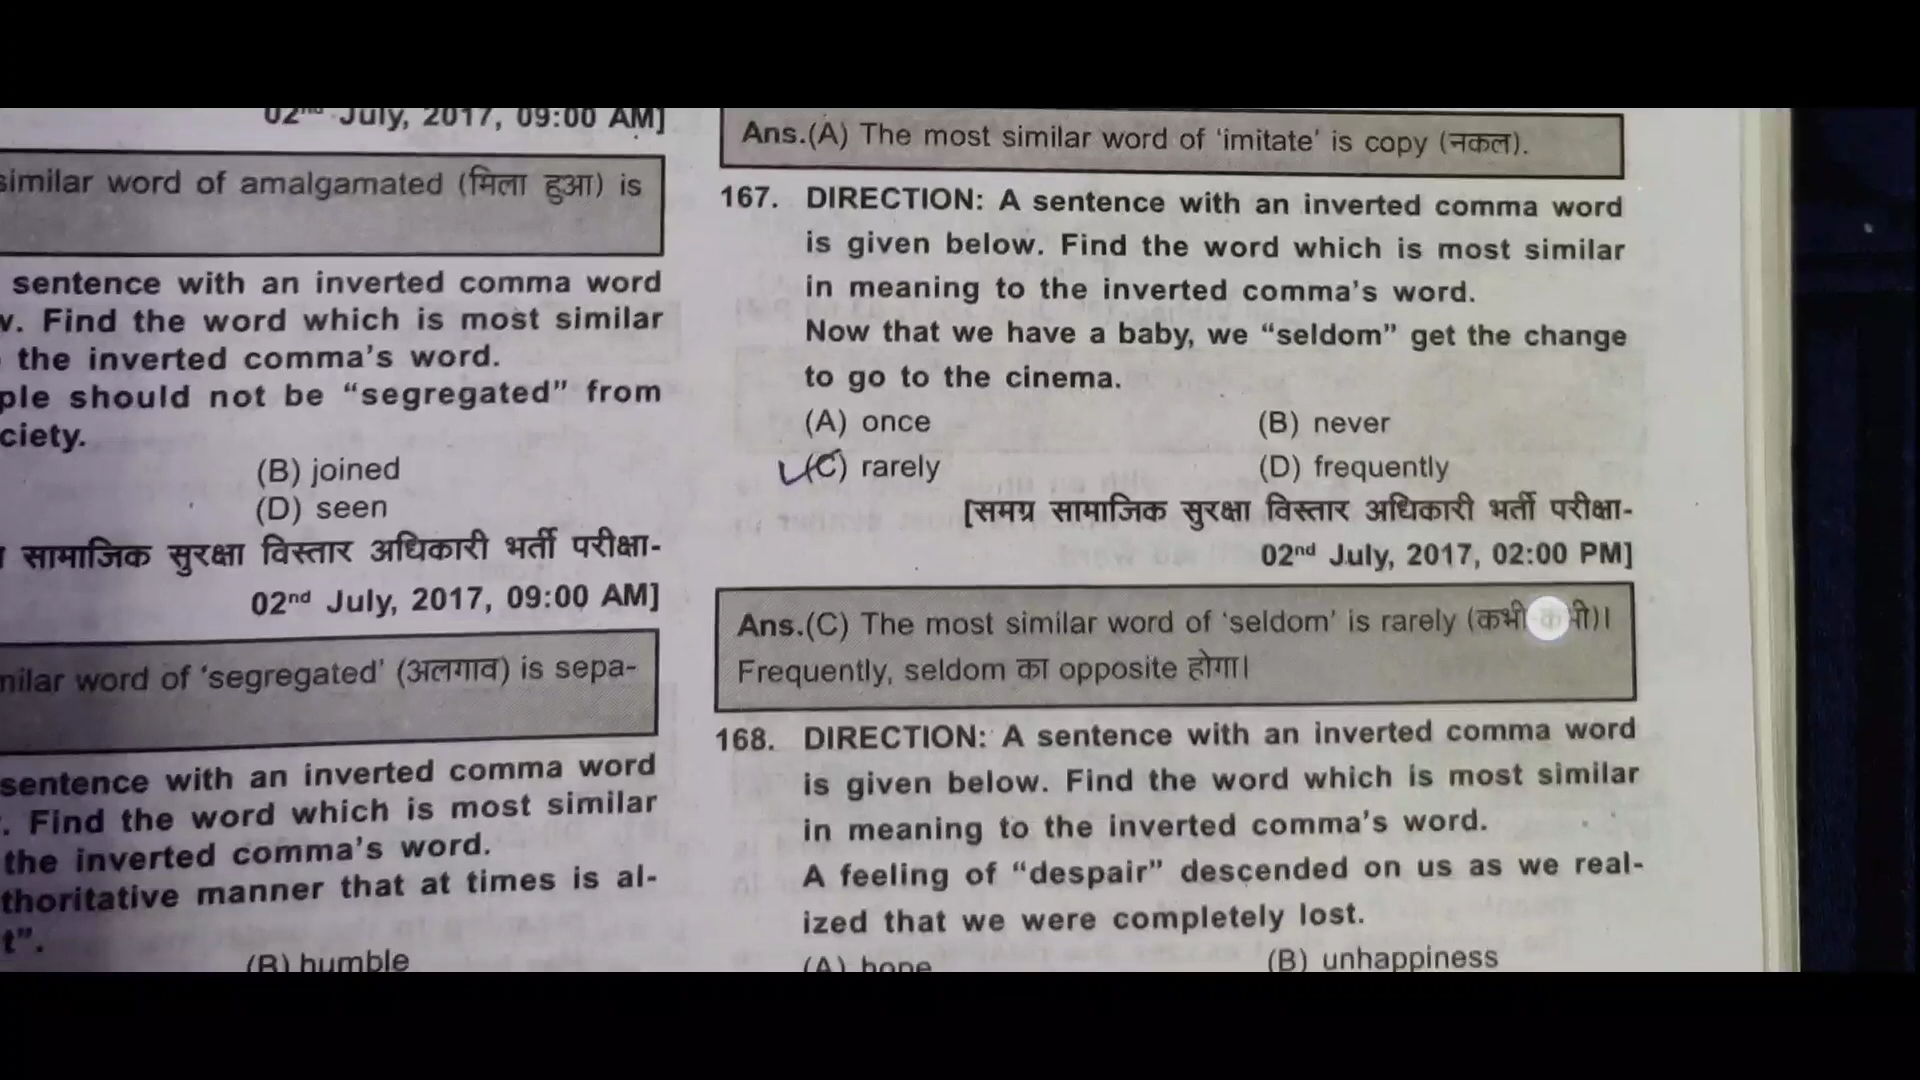 02nd July, 2017, 09:00 AM]
similar word of amalgamated (मिला हुआ) is
sentence with an inverted comma word
. Find the word which is most similar
the inverted comma's word.
ple should not be “segregated” from
ciety.
(B) joined
(D) seen
सामाजिक सुरक्षा विस्तार अधिकारी भर्ती परीक्षा-
02nd July, 2017, 09:00 AM]
milar word of ‘segregated’ (अलगाव) is sepa-
sentence with an inverted comma word
. Find the word which is most similar
the inverted comma's word.
thoritative manner that at times is al-
t”.
(B) humble
Ans.(A) The most similar word of ‘imitate’ is copy (नकल).
167. DIRECTION: A sentence with an inverted comma word
is given below. Find the word which is most similar
in meaning to the inverted comma's word.
Now that we have a baby, we “seldom” get the change
to go to the cinema.
(A) once (B) never
(C) rarely (D) frequently
[समग्र सामाजिक सुरक्षा विस्तार अधिकारी भर्ती परीक्षा-
02nd July, 2017, 02:00 PM]
Ans.(C) The most similar word of ‘seldom’ is rarely (कभी कभी)।
Frequently, seldom का opposite होगा।
168. DIRECTION: A sentence with an inverted comma word
is given below. Find the word which is most similar
in meaning to the inverted comma's word.
A feeling of “despair” descended on us as we real-
ized that we were completely lost.
(A) hope (B) unhappiness